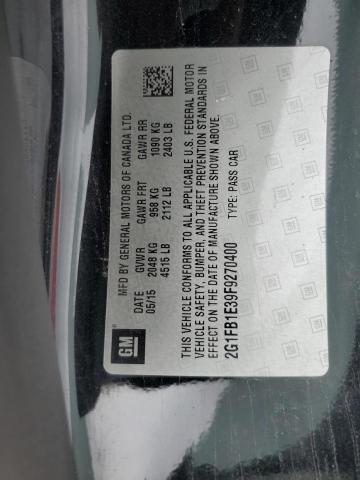 MFD BY GENERAL MOTORS OF CANADA LTD.
DATE GVWR GAWR FRT GAWR RR
05/15 2048 KG 958 KG 1090 KG
4515 LB 2112 LB 2403 LB
THIS VEHICLE CONFORMS TO ALL APPLICABLE U.S. FEDERAL MOTOR
VEHICLE SAFETY, BUMPER, AND THEFT PREVENTION STANDARDS IN
EFFECT ON THE DATE OF MANUFACTURE SHOWN ABOVE.
2G1FB1E39F9270400 TYPE: PASS CAR
GM